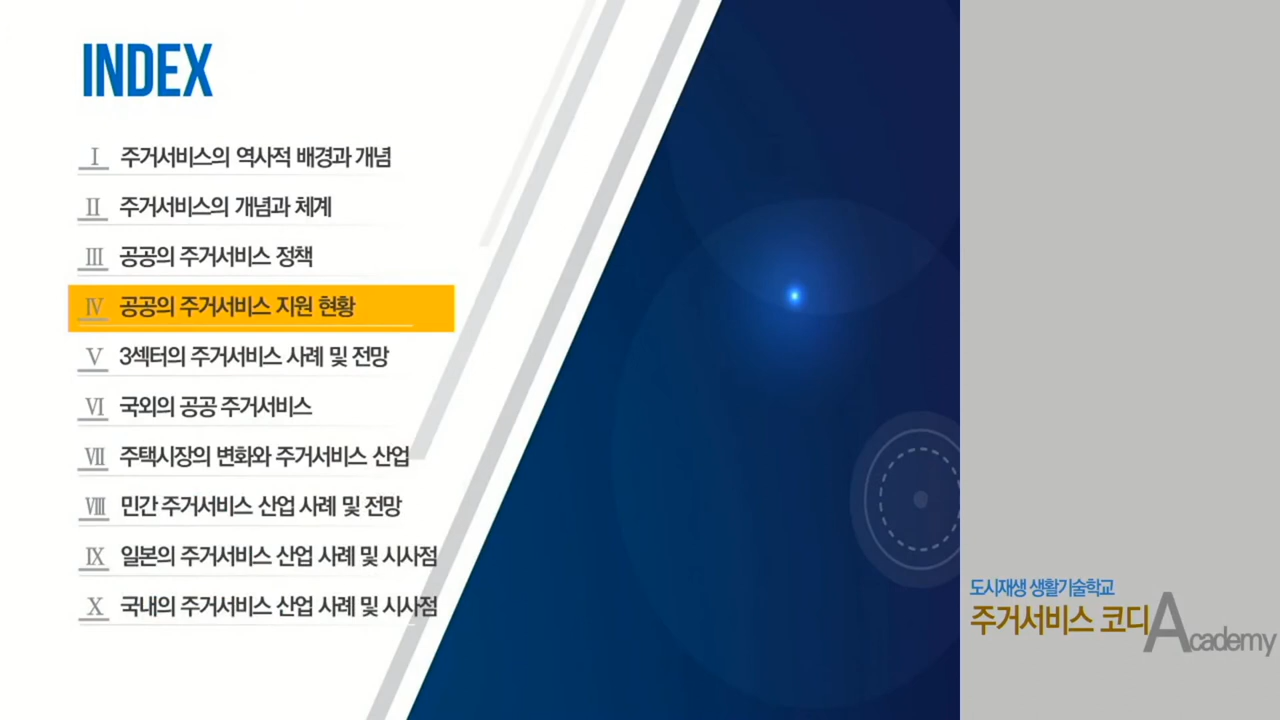 INDEX
Ⅰ 주거서비스의 역사적 배경과 개념
Ⅱ 주거서비스의 개념과 체계
Ⅲ 공공의 주거서비스 정책
Ⅳ 공공의 주거서비스 지원 현황
Ⅴ 3섹터의 주거서비스 사례 및 전망
Ⅵ 국외의 공공 주거서비스
Ⅶ 주택시장의 변화와 주거서비스 산업
Ⅷ 민간 주거서비스 산업 사례 및 전망
Ⅸ 일본의 주거서비스 산업 사례 및 시사점
Ⅹ 국내의 주거서비스 산업 사례 및 시사점
도시재생 생활기술학교
주거서비스 코디 Academy